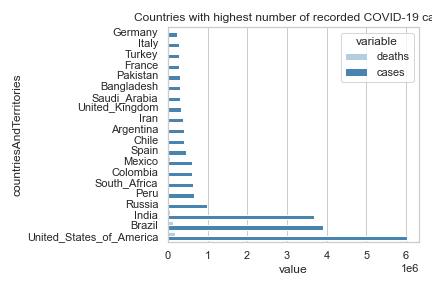 Countries with highest number of recorded COVID-19 ca
countriesAndTerritories
Germany
Italy
Turkey
France
Pakistan
Bangladesh
Saudi_Arabia
United_Kingdom
Iran
Argentina
Chile
Spain
Mexico
Colombia
South_Africa
Peru
Russia
India
Brazil
United_States_of_America
variable
deaths
cases
0 1 2 3 4 5 6
1e6
value